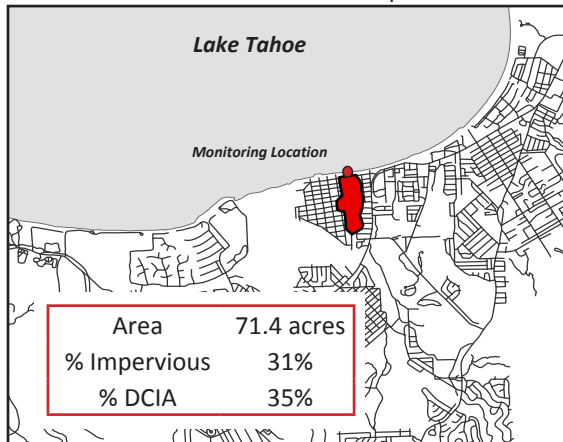 Lake Tahoe
Monitoring Location
Area 71.4 acres
% Impervious 31%
% DCIA 35%